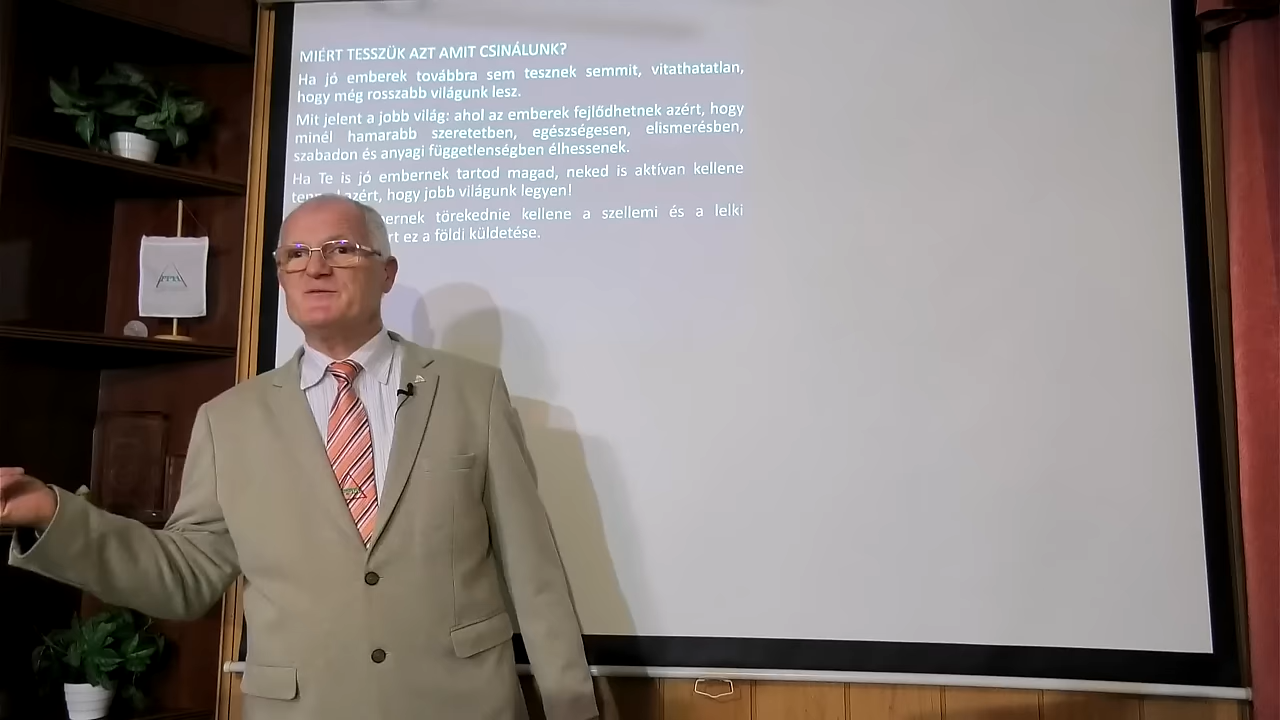 MIÉRT TESSZÜK AZT AMIT CSINÁLUNK?
Ha jó emberek továbbra sem tesznek semmit, vitathatatlan,
hogy még rosszabb világunk lesz.
Mit jelent a jobb világ: ahol az emberek fejlődhetnek azért, hogy
minél hamarabb szeretetben, egészségesen, elismerésben,
szabadon és anyagi függetlenségben élhessenek.
Ha Te is jó embernek tartod magad, neked is aktívan kellene
azért, hogy jobb világunk legyen!
törekednie kellene a szellemi és a lelki
ez a földi küldetése.